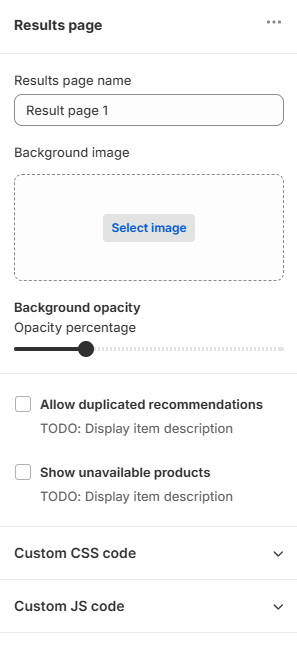 Results page
Results page name
Result page 1
Background image
Select image
Background opacity
Opacity percentage
Allow duplicated recommendations
TODO: Display item description
Show unavailable products
TODO: Display item description
Custom CSS code
Custom JS code